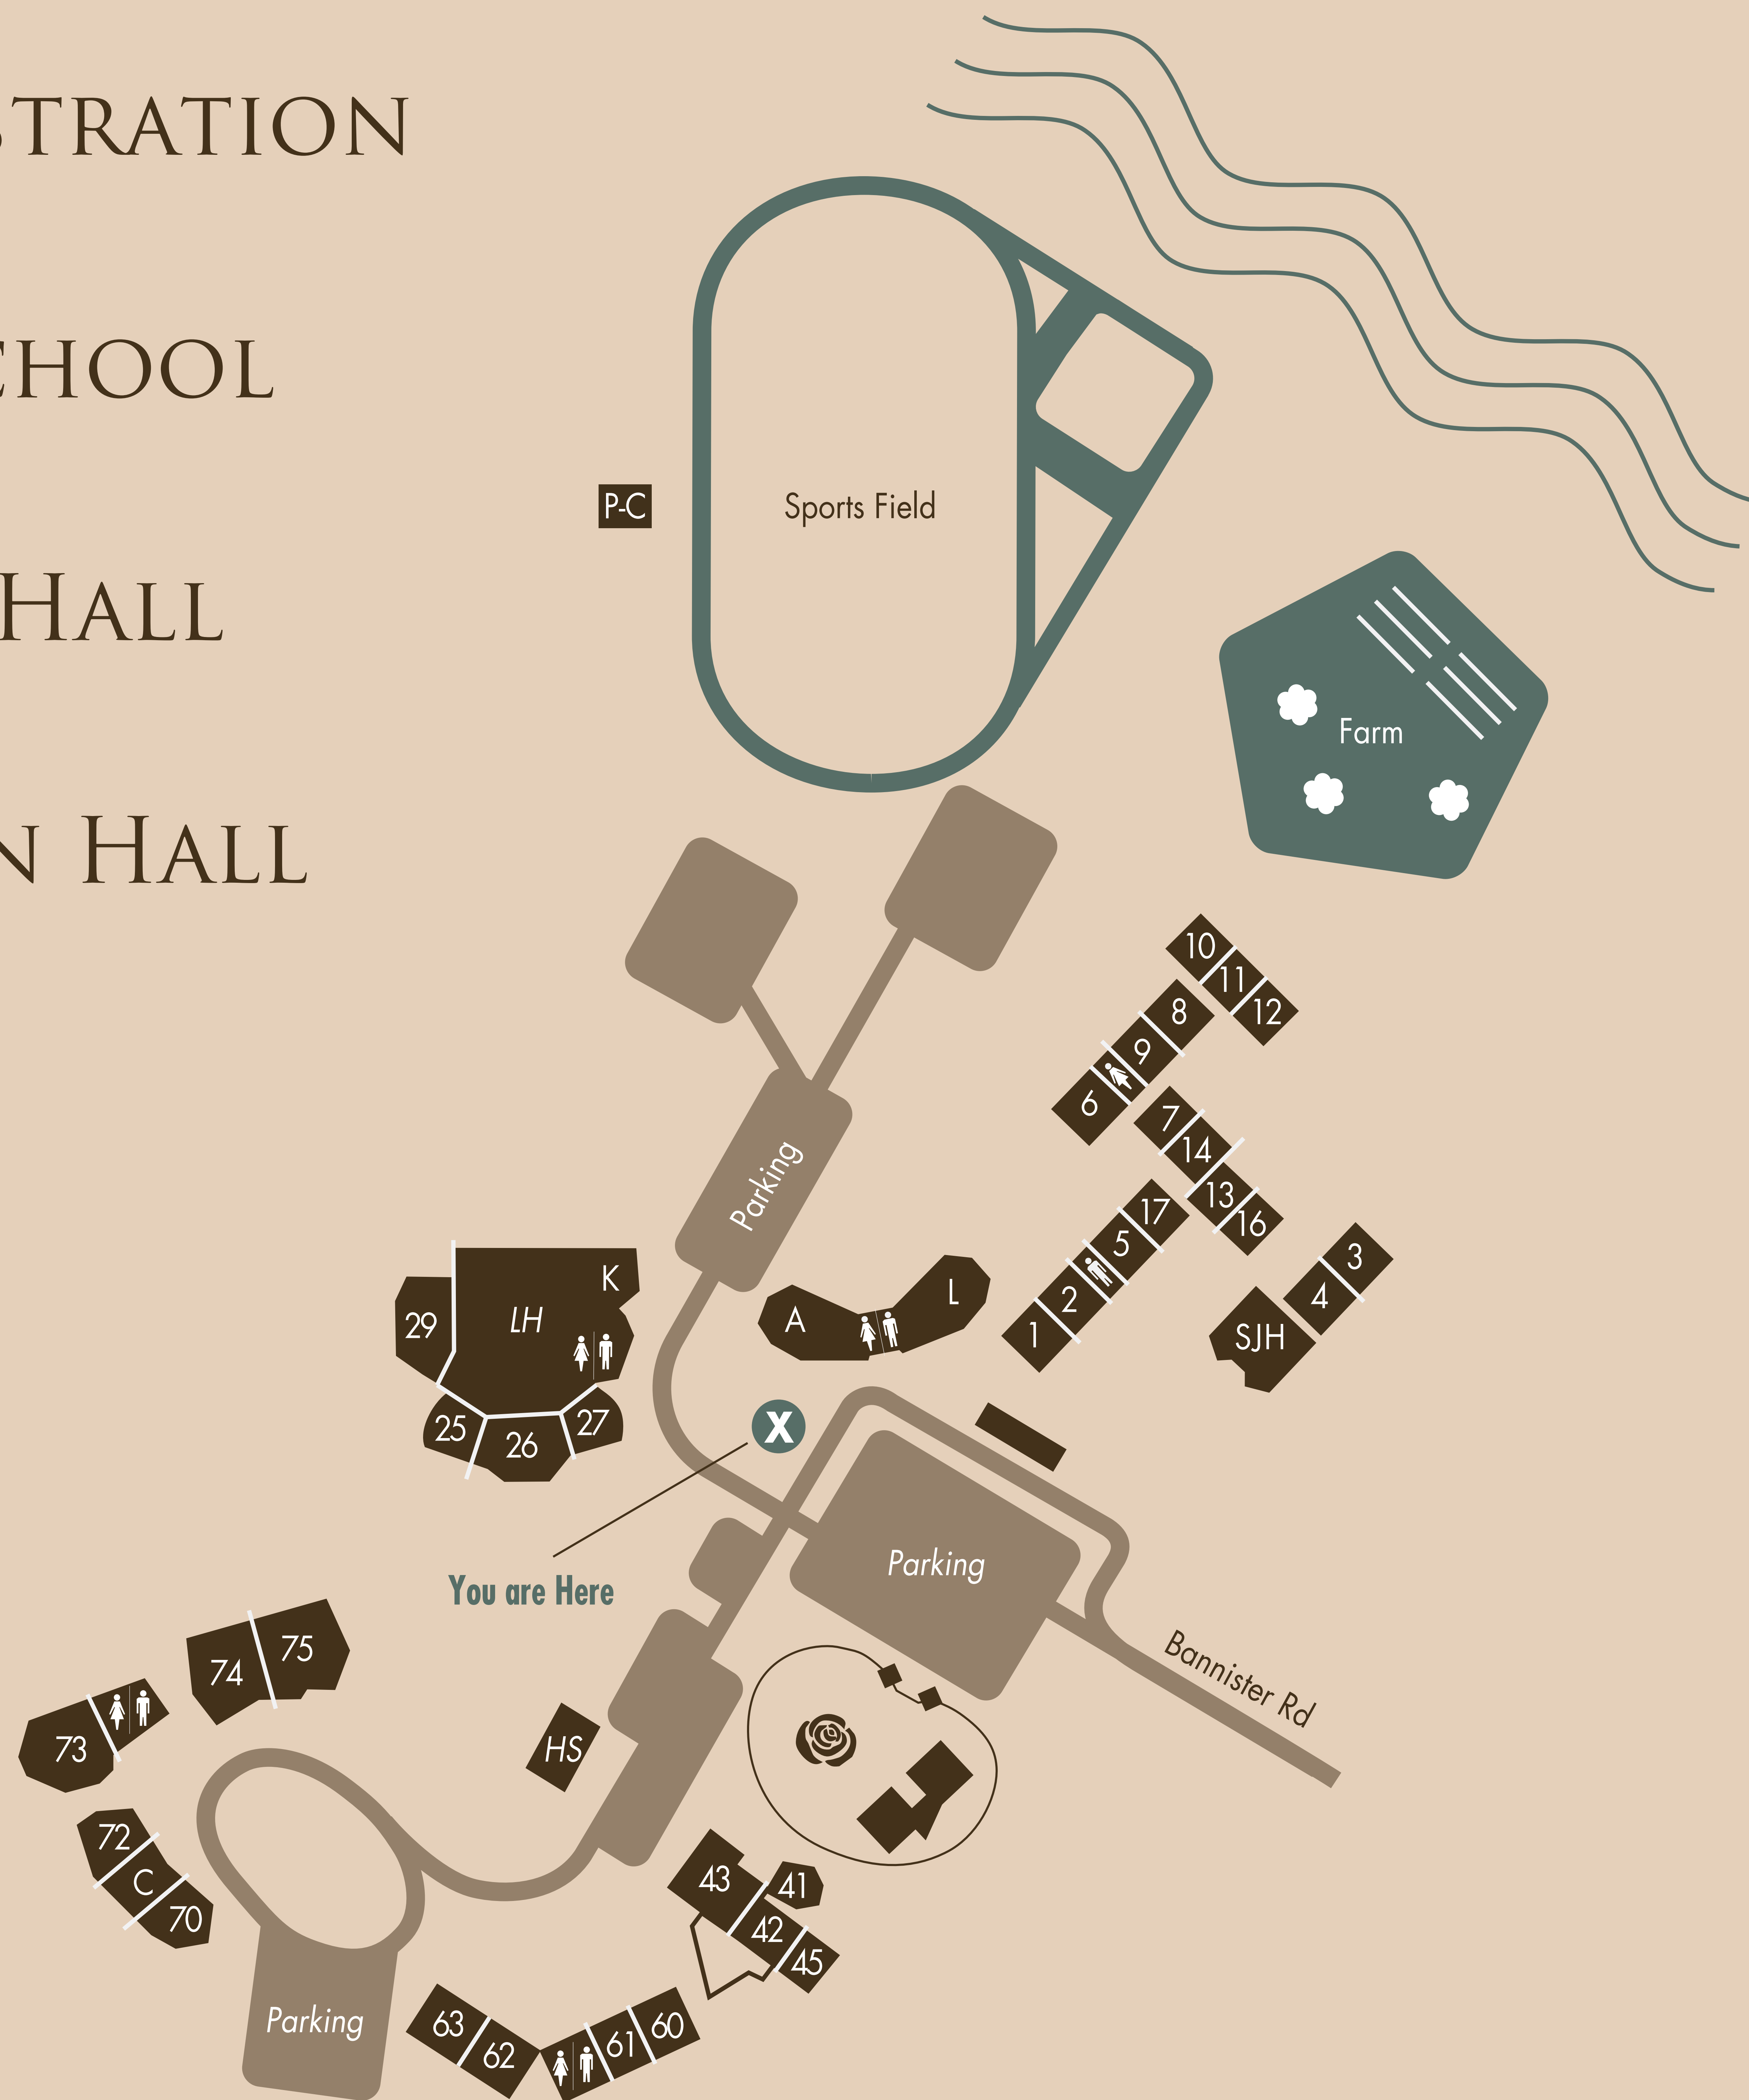 STRATION
CHOOL
HALL
N HALL
P-C
Sports Field
Farm
10
11
12
8
9
6
7
14
13
16
17
5
2
1
3
4
SJH
Parking
K
LH
29
25
26
27
A
L
X
You are Here
Parking
Bannister Rd
75
74
73
HS
72
C
70
43
41
42
45
Parking
63
62
61
60